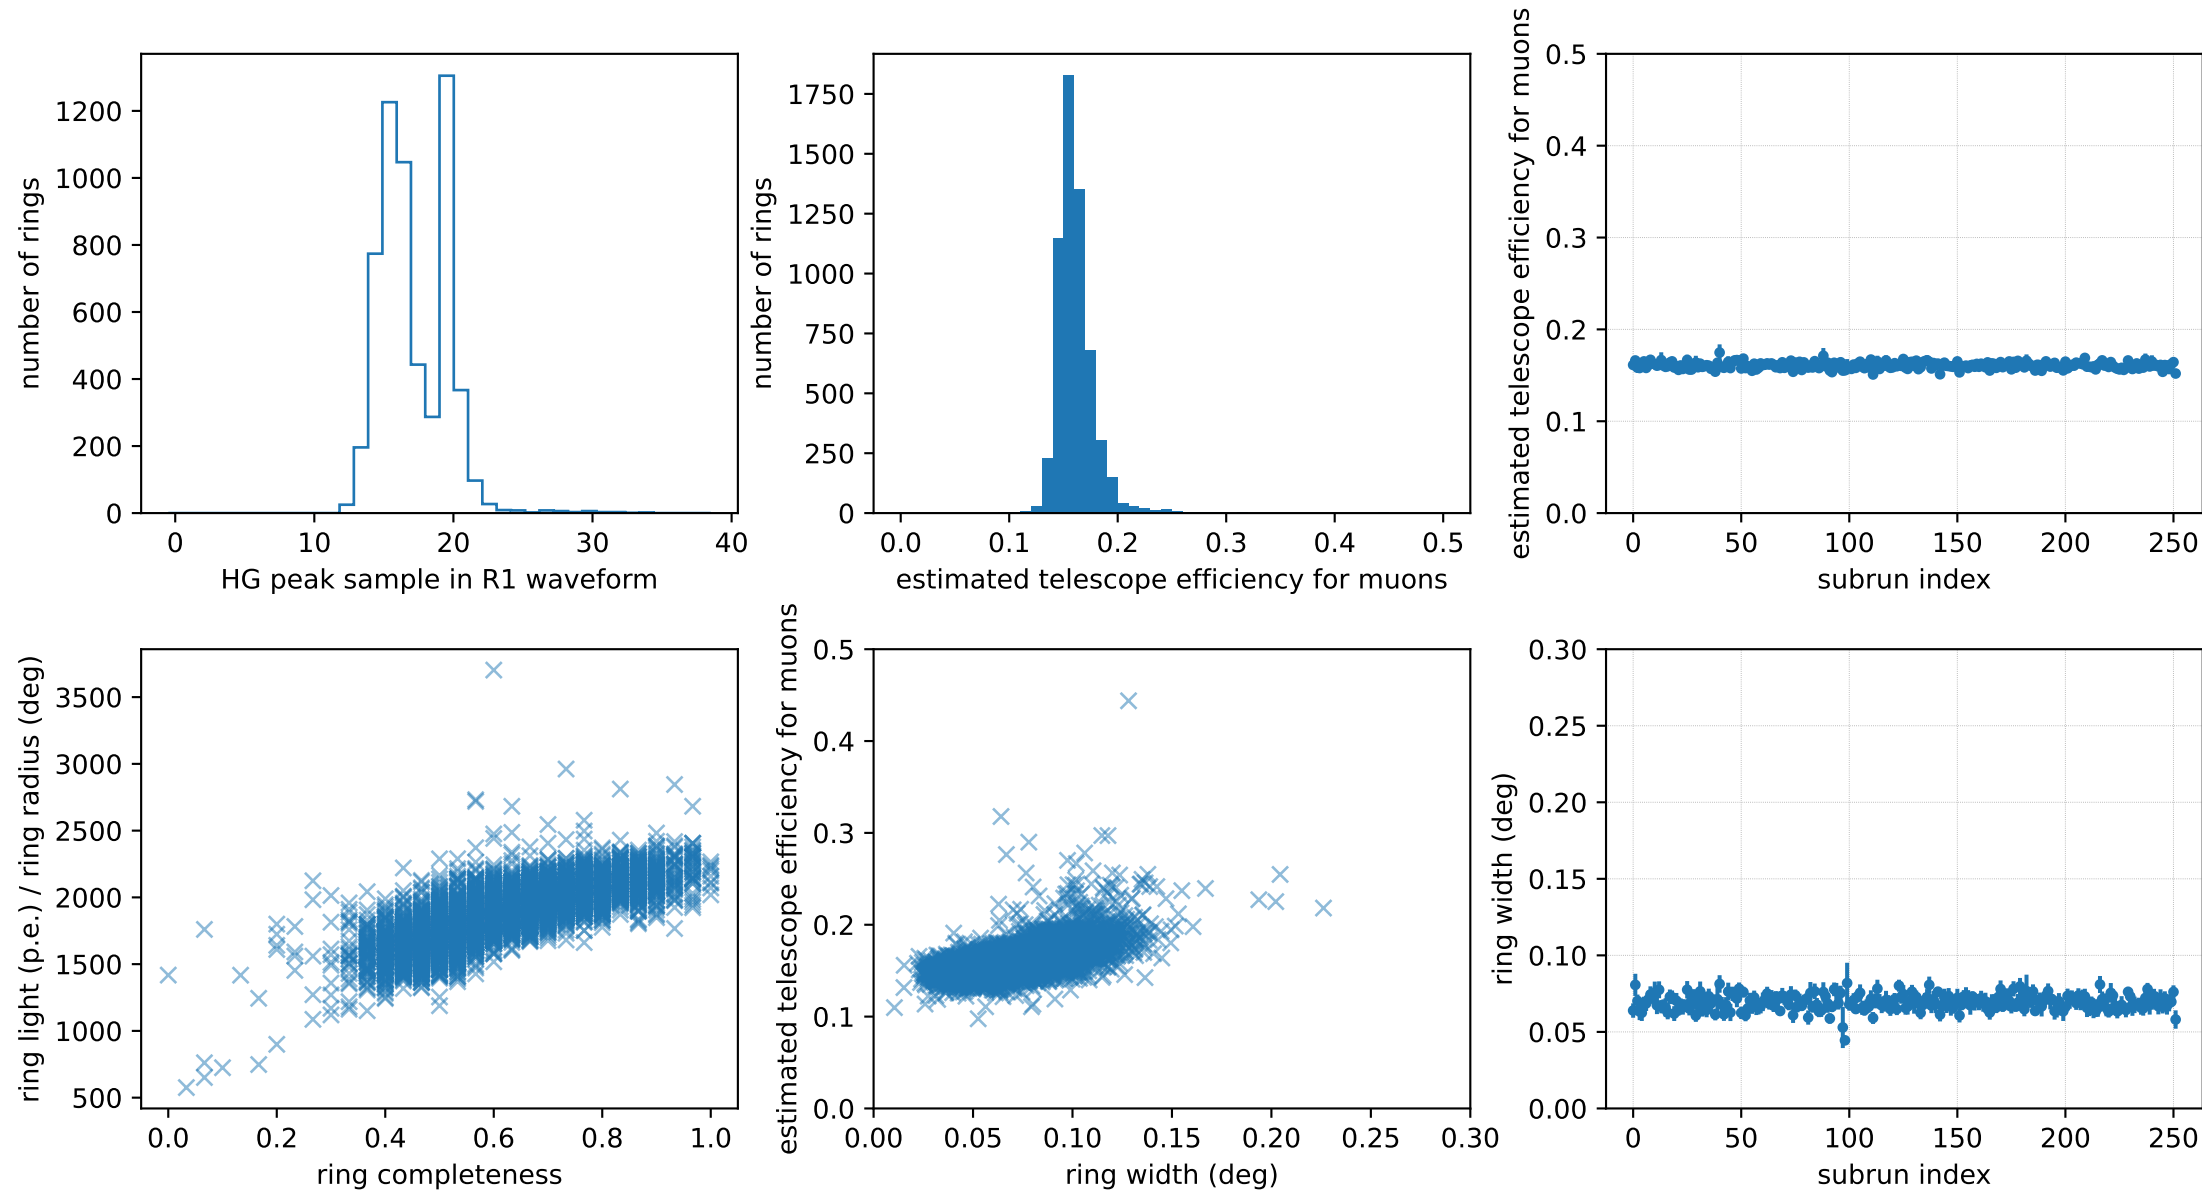 number of rings
1200
1000
800
600
400
200
0
0 10 20 30 40
HG peak sample in R1 waveform
number of rings
1750
1500
1250
1000
750
500
250
0
0.0 0.1 0.2 0.3 0.4 0.5
estimated telescope efficiency for muons
estimated telescope efficiency for muons
0.5
0.4
0.3
0.2
0.1
0.0
0 50 100 150 200 250
subrun index
ring light (p.e.) / ring radius (deg)
3500
3000
2500
2000
1500
1000
500
0.0 0.2 0.4 0.6 0.8 1.0
ring completeness
estimated telescope efficiency for muons
0.5
0.4
0.3
0.2
0.1
0.0
0.00 0.05 0.10 0.15 0.20 0.25 0.30
ring width (deg)
ring width (deg)
0.30
0.25
0.20
0.15
0.10
0.05
0.00
0 50 100 150 200 250
subrun index